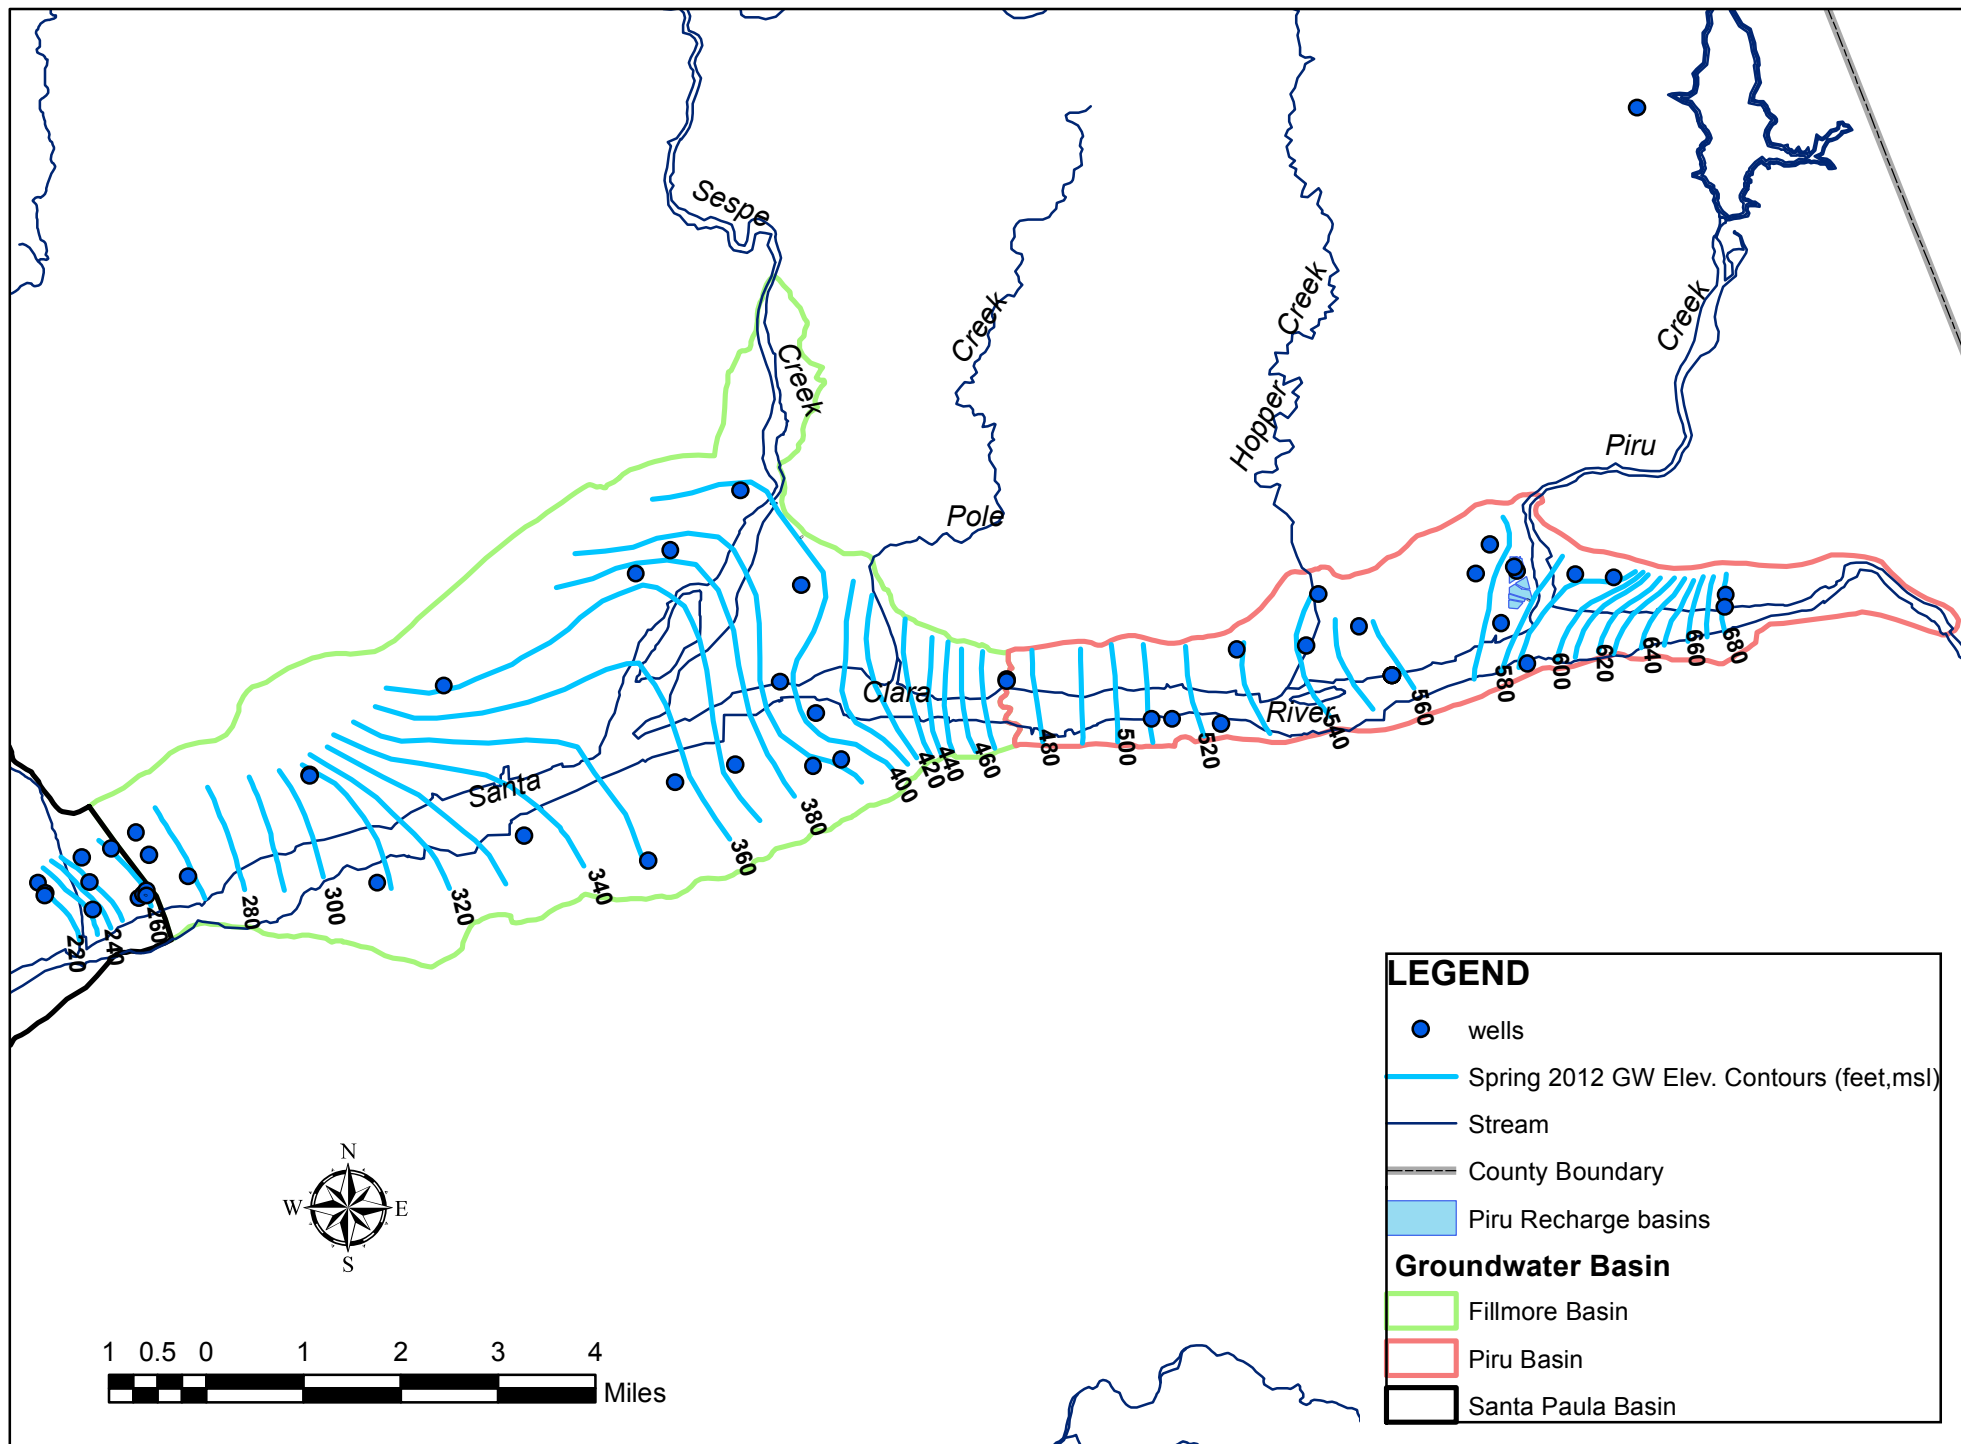 Sespe
Creek
Creek
Pole
Hopper
Creek
Creek
Piru
Clara
River
Santa
220
240
260
280
300
320
340
360
380
400
420
440
460
480
500
520
540
560
580
600
620
640
660
680
LEGEND
wells
Spring 2012 GW Elev. Contours (feet,msl)
Stream
County Boundary
Piru Recharge basins
Groundwater Basin
Fillmore Basin
Piru Basin
Santa Paula Basin
N
W E
S
1 0.5 0 1 2 3 4
Miles